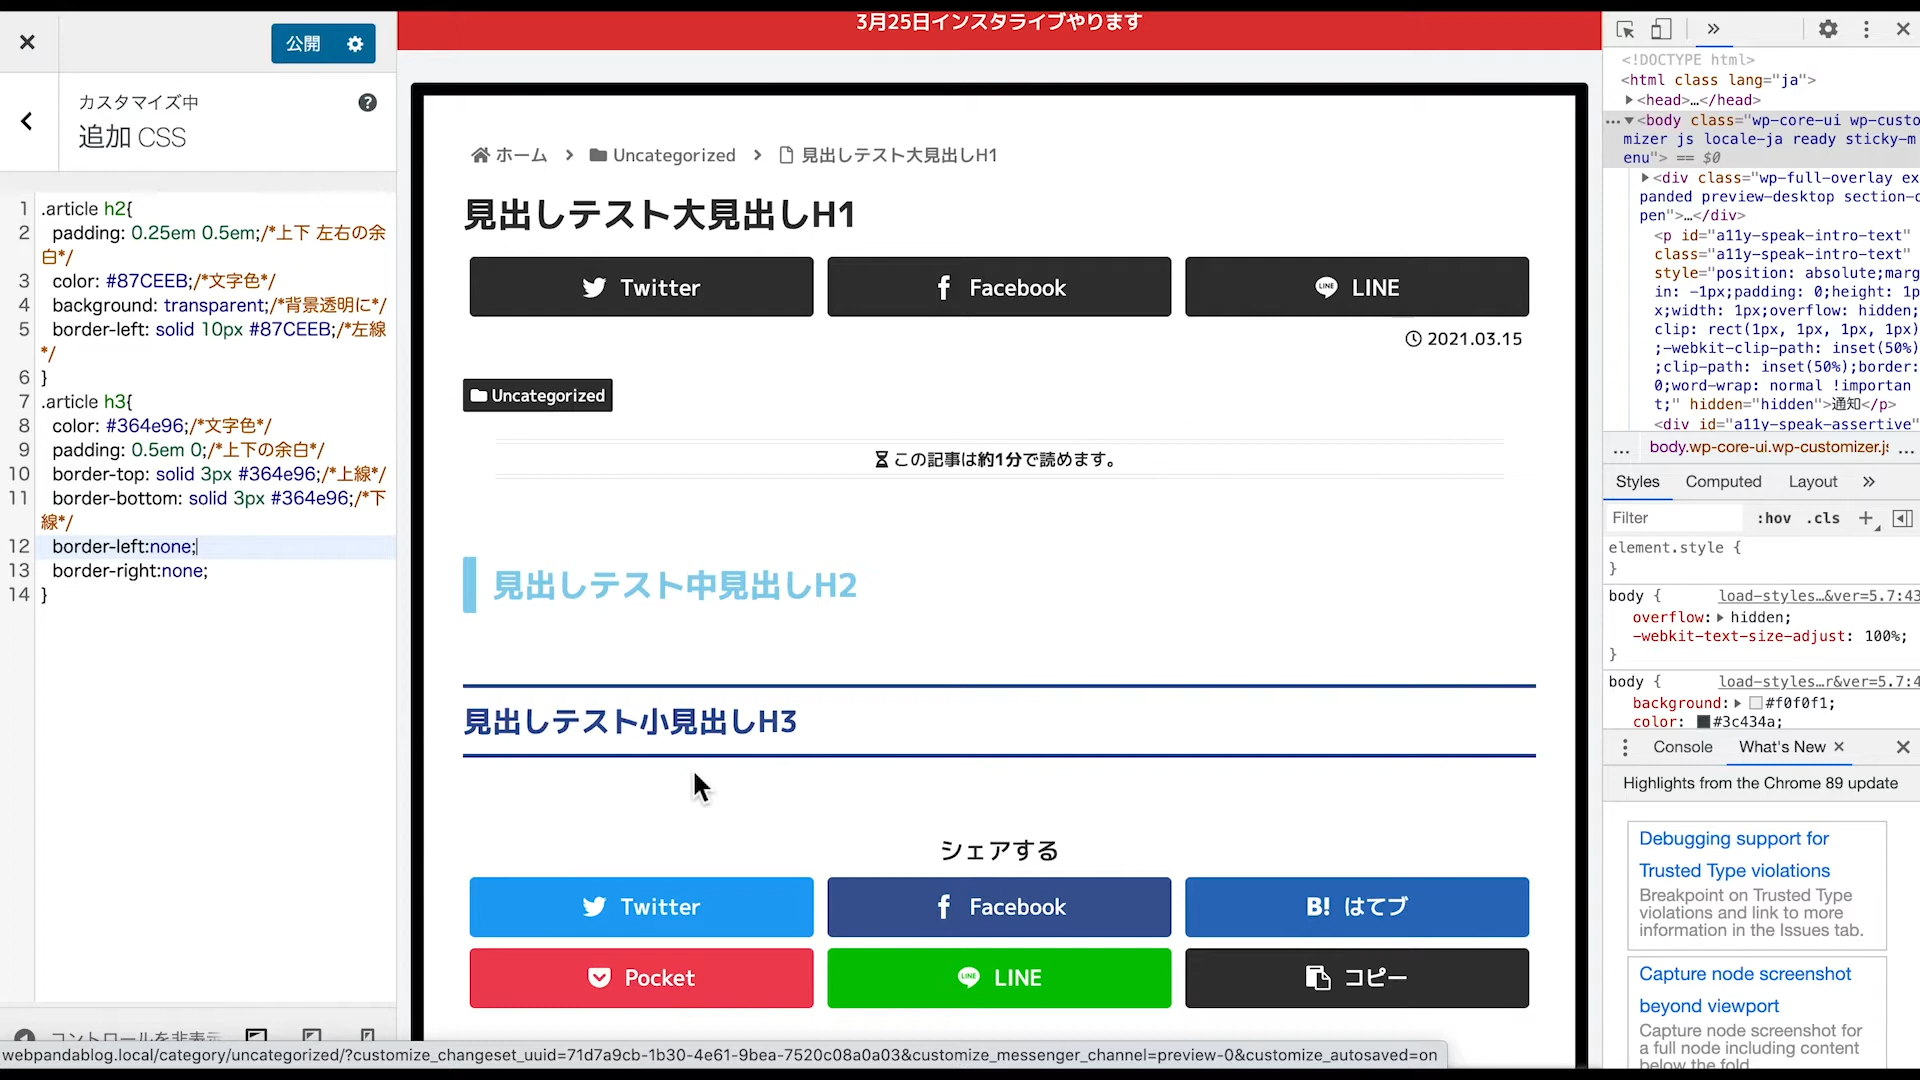 3月25日インスタライブやります
公開
カスタマイズ中
追加 CSS
1 .article h2{
2 padding: 0.25em 0.5em;/*上下 左右の余
白*/
3 color: #87CEEB;/*文字色*/
4 background: transparent;/*背景透明に*/
5 border-left: solid 10px #87CEEB;/*左線
*/
6 }
7 .article h3{
8 color: #364e96;/*文字色*/
9 padding: 0.5em 0;/*上下の余白*/
10 border-top: solid 3px #364e96;/*上線*/
11 border-bottom: solid 3px #364e96;/*下
線*/
12 border-left:none;
13 border-right:none;
14 }
コントロールを非表示
ホーム > Uncategorized > 見出しテスト大見出しH1
見出しテスト大見出しH1
Twitter
Facebook
LINE
2021.03.15
Uncategorized
この記事は約1分で読めます。
見出しテスト中見出しH2
見出しテスト小見出しH3
シェアする
Twitter
Facebook
B! はてブ
Pocket
LINE
コピー
webpandablog.local/category/uncategorized/?customize_changeset_uuid=71d7a9cb-1b30-4e61-9bea-7520c08a0a03&customize_messenger_channel=preview-0&customize_autosaved=on
<!DOCTYPE html>
<html class lang="ja">
<head>…</head>
<body class="wp-core-ui wp-custo
mizer js locale-ja ready sticky-m
enu"> == $0
<div class="wp-full-overlay ex
panded preview-desktop section-o
pen">…</div>
<p id="a11y-speak-intro-text"
class="a11y-speak-intro-text"
style="position: absolute;marg
in: -1px;padding: 0;height: 1p
x;width: 1px;overflow: hidden;
clip: rect(1px, 1px, 1px, 1px)
;-webkit-clip-path: inset(50%)
;clip-path: inset(50%);border:
0;word-wrap: normal !importan
t;" hidden="hidden">通知</p>
<div id="a11y-speak-assertive"
... body.wp-core-ui.wp-customizer.js ...
Styles Computed Layout »
Filter :hov .cls +
element.style {
}
body { load-styles…&ver=5.7:43
overflow: hidden;
-webkit-text-size-adjust: 100%;
}
body { load-styles…r&ver=5.7:4
background: #f0f0f1;
color: #3c434a;
Console What's New ×
Highlights from the Chrome 89 update
Debugging support for
Trusted Type violations
Breakpoint on Trusted Type
violations and link to more
information in the Issues tab.
Capture node screenshot
beyond viewport
Capture node screenshot for
a full node including content
below the fold.